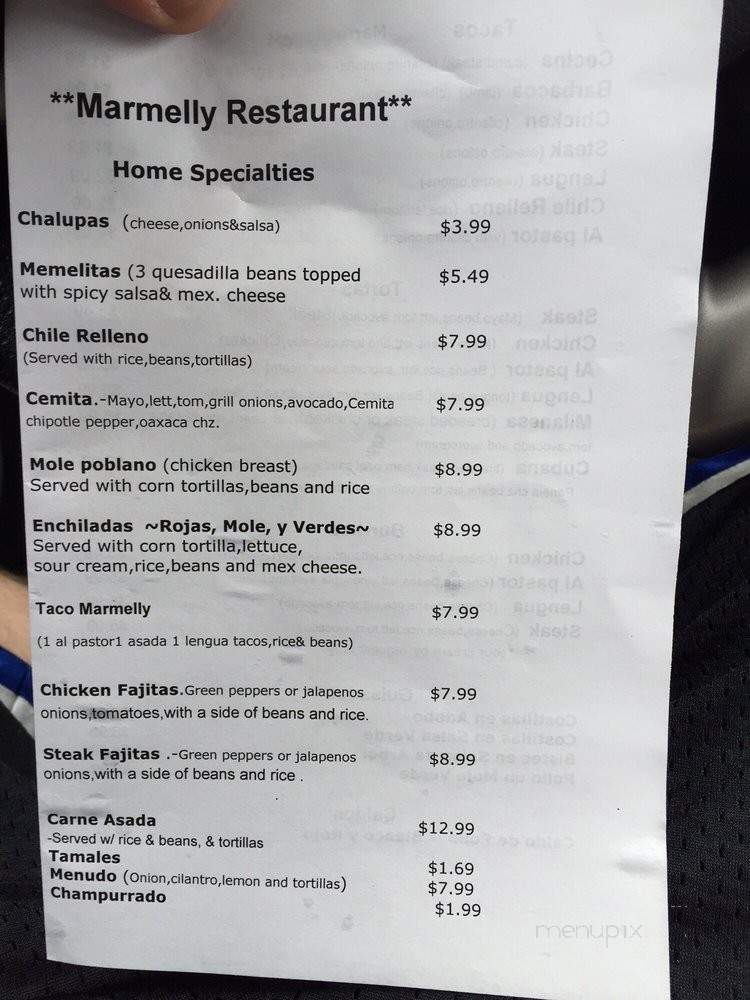 **Marmelly Restaurant**
Home Specialties
Chalupas (cheese,onions&salsa) $3.99
Memelitas (3 quesadilla beans topped $5.49
with spicy salsa& mex. cheese
Chile Relleno $7.99
(Served with rice,beans,tortillas)
Cemita.-Mayo,lett,tom,grill onions,avocado,Cemita $7.99
chipotle pepper,oaxaca chz.
Mole poblano (chicken breast) $8.99
Served with corn tortillas,beans and rice
Enchiladas ~Rojas, Mole, y Verdes~ $8.99
Served with corn tortilla,lettuce,
sour cream,rice,beans and mex cheese.
Taco Marmelly $7.99
(1 al pastor1 asada 1 lengua tacos,rice& beans)
Chicken Fajitas.Green peppers or jalapenos $7.99
onions,tomatoes,with a side of beans and rice.
Steak Fajitas .-Green peppers or jalapenos $8.99
onions,with a side of beans and rice .
Carne Asada $12.99
-Served w/ rice & beans, & tortillas
Tamales $1.69
Menudo (Onion,cilantro,lemon and tortillas) $7.99
Champurrado $1.99
menupix